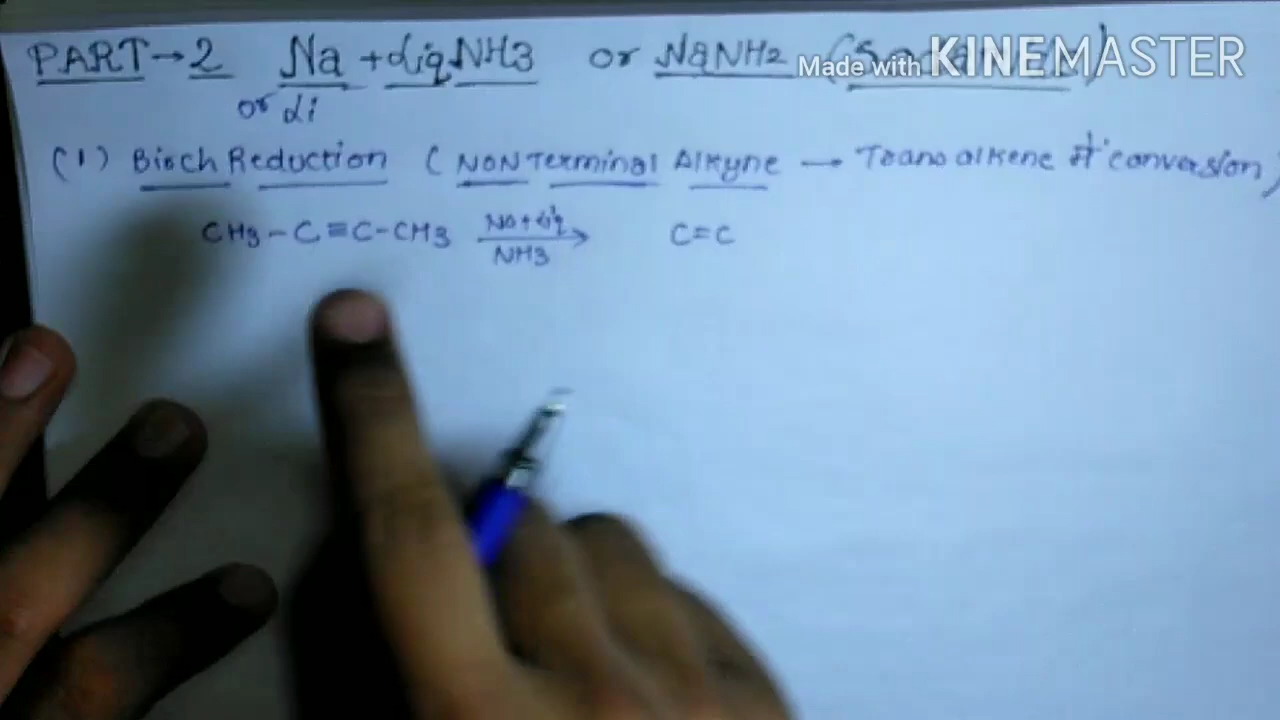 PART→2 Na + Liq NH3 or NaNH2
or Li
(1) Birch Reduction ( NON Terminal Alkyne → Trans alkene में conversion )
CH3-C≡C-CH3 Na+Liq NH3 → C=C
Made with KINEMASTER